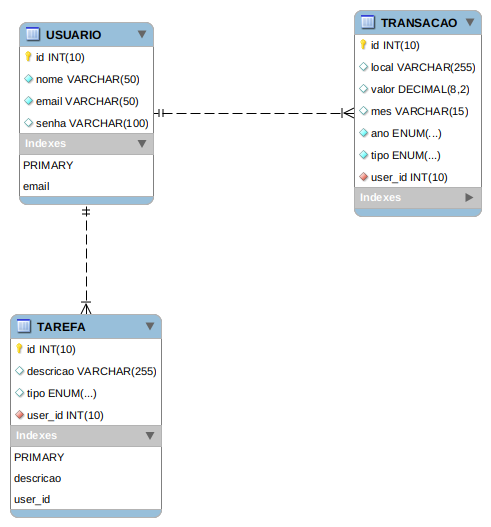 USUARIO
id INT(10)
nome VARCHAR(50)
email VARCHAR(50)
senha VARCHAR(100)
Indexes
PRIMARY
email
TRANSACAO
id INT(10)
local VARCHAR(255)
valor DECIMAL(8,2)
mes VARCHAR(15)
ano ENUM(...)
tipo ENUM(...)
user_id INT(10)
Indexes
TAREFA
id INT(10)
descricao VARCHAR(255)
tipo ENUM(...)
user_id INT(10)
Indexes
PRIMARY
descricao
user_id